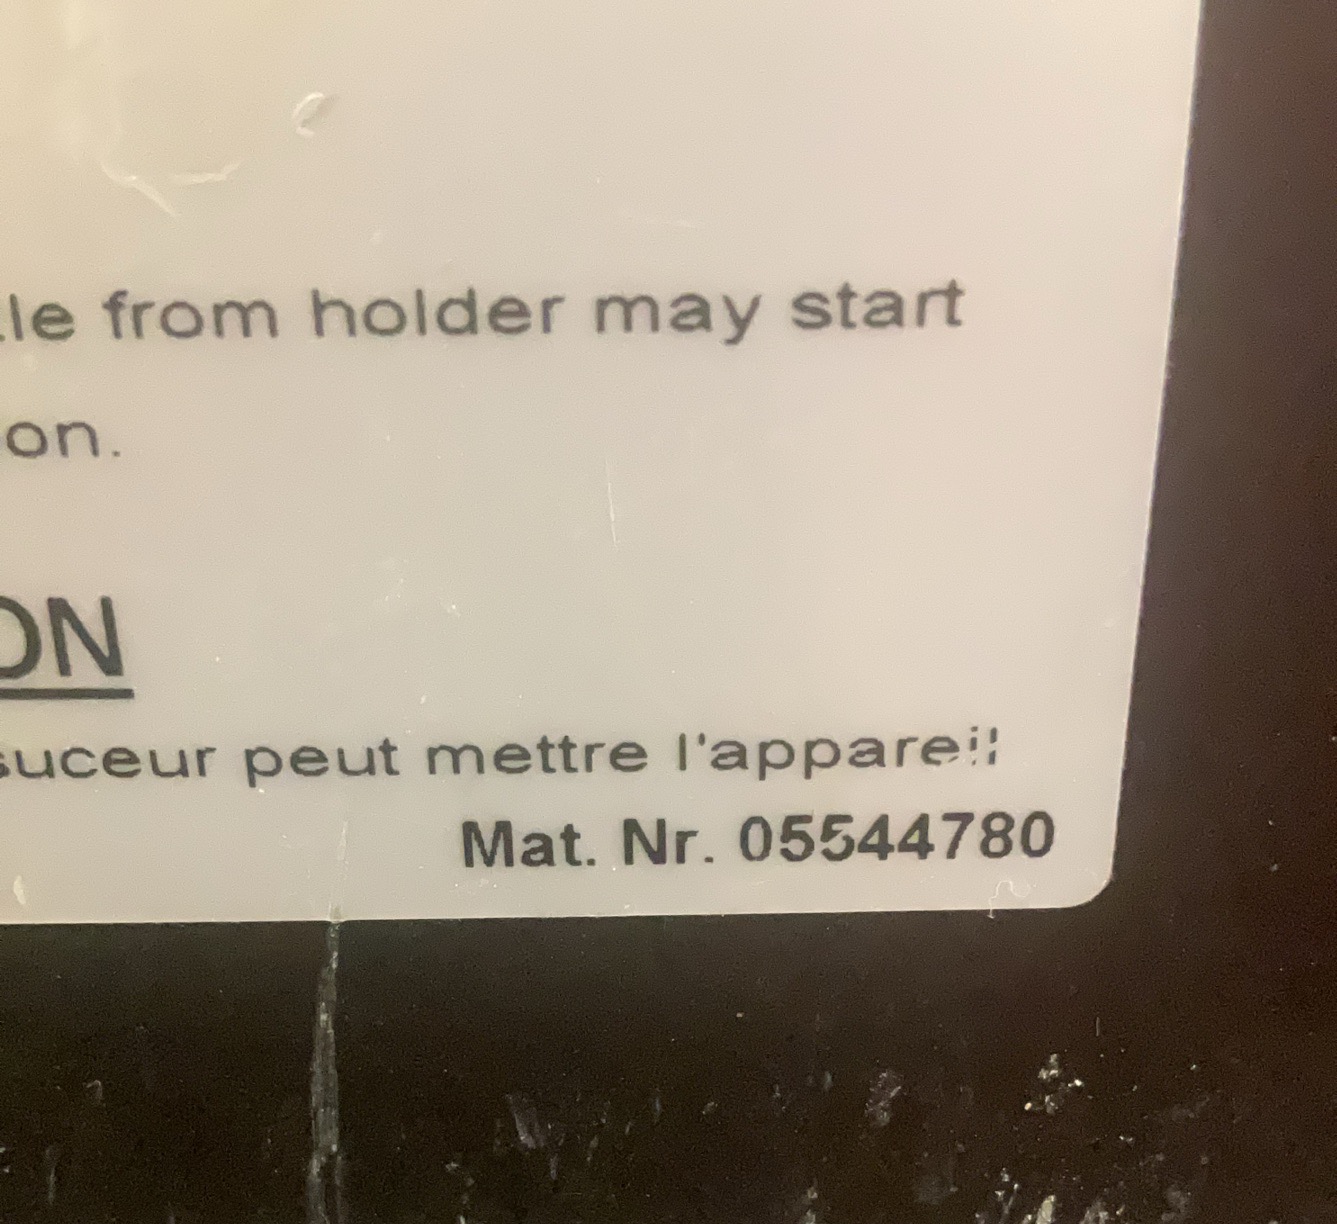 le from holder may start
on.
ON
suceur peut mettre l'appareil
Mat. Nr. 05544780